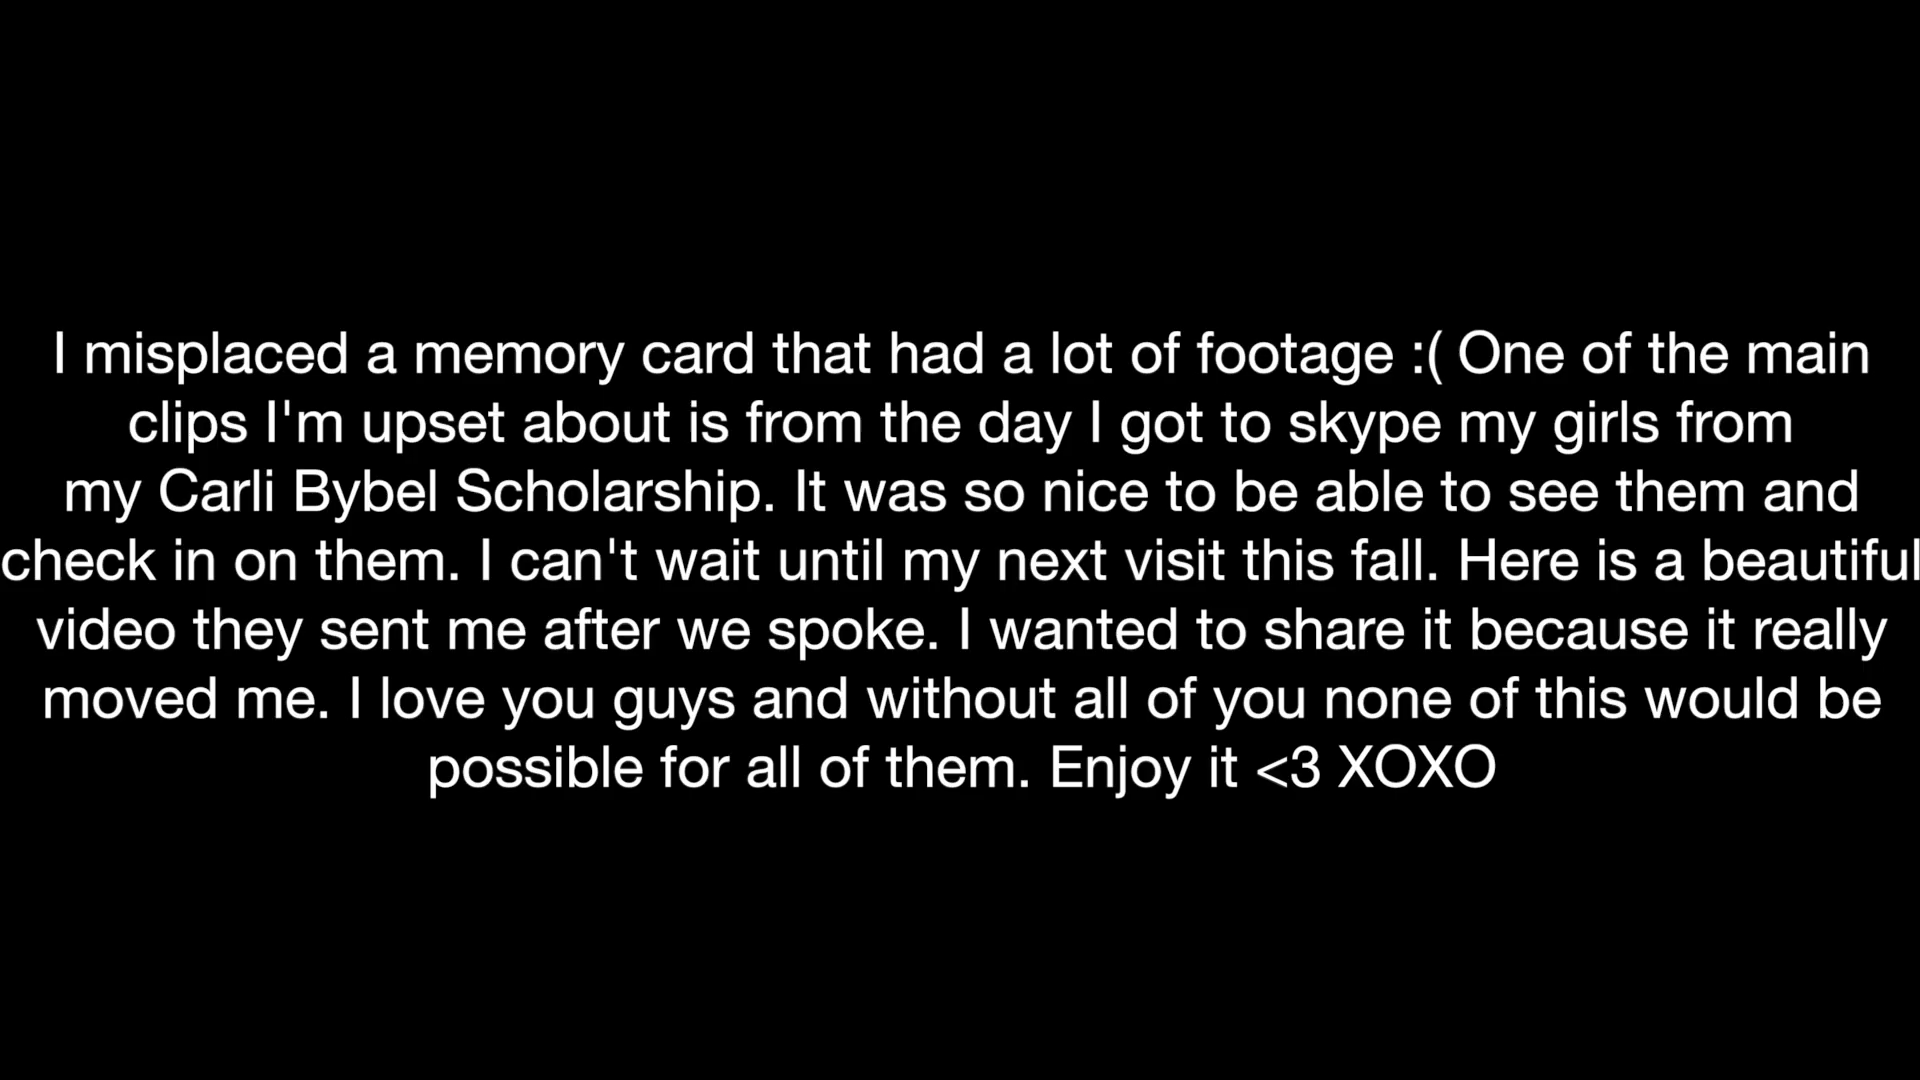 I misplaced a memory card that had a lot of footage :( One of the main
clips I'm upset about is from the day I got to skype my girls from
my Carli Bybel Scholarship. It was so nice to be able to see them and
check in on them. I can't wait until my next visit this fall. Here is a beautiful
video they sent me after we spoke. I wanted to share it because it really
moved me. I love you guys and without all of you none of this would be
possible for all of them. Enjoy it <3 XOXO